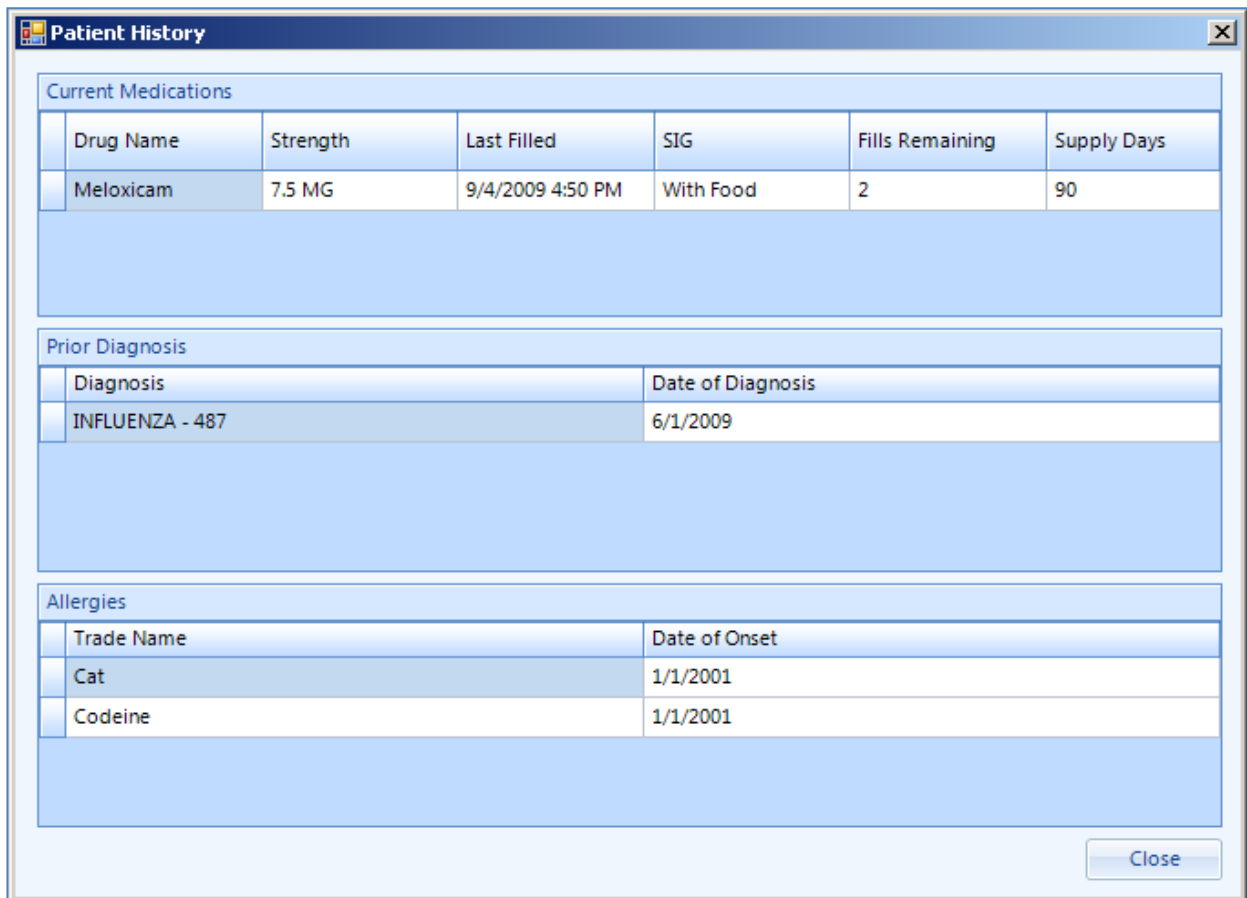 Patient History
Current Medications
Drug Name Strength Last Filled SIG Fills Remaining Supply Days
Meloxicam 7.5 MG 9/4/2009 4:50 PM With Food 2 90
Prior Diagnosis
Diagnosis Date of Diagnosis
INFLUENZA - 487 6/1/2009
Allergies
Trade Name Date of Onset
Cat 1/1/2001
Codeine 1/1/2001
Close